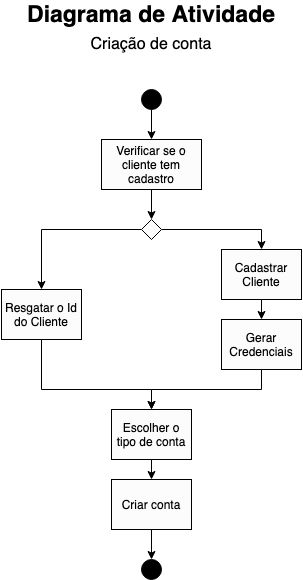 Diagrama de Atividade
Criação de conta
Verificar se o
cliente tem
cadastro
Resgatar o Id
do Cliente
Cadastrar
Cliente
Gerar
Credenciais
Escolher o
tipo de conta
Criar conta